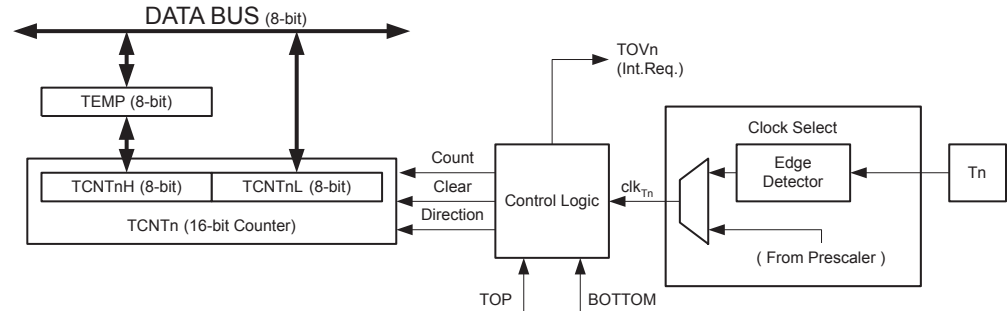 DATA BUS (8-bit)
TEMP (8-bit)
TCNTnH (8-bit)
TCNTnL (8-bit)
TCNTn (16-bit Counter)
Count
Clear
Direction
Control Logic
TOVn
(Int.Req.)
TOP
BOTTOM
clkTn
Clock Select
Edge
Detector
( From Prescaler )
Tn